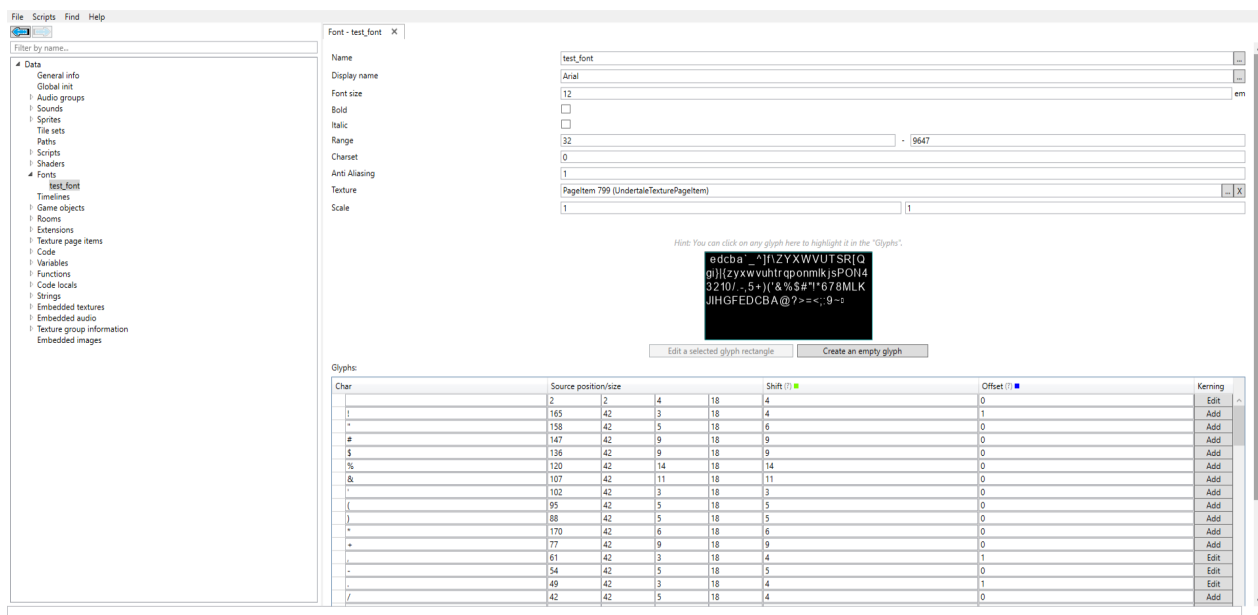 File Scripts Find Help
Font - test_font X
Filter by name...
Data
General info
Global init
Audio groups
Sounds
Sprites
Tile sets
Paths
Scripts
Shaders
Fonts
test_font
Timelines
Game objects
Rooms
Extensions
Texture page items
Code
Variables
Functions
Code locals
Strings
Embedded textures
Embedded audio
Texture group information
Embedded images
Name test_font ...
Display name Arial ...
Font size 12 em
Bold
Italic
Range 32 - 9647
Charset 0
Anti Aliasing 1
Texture PageItem 799 (UndertaleTexturePageItem) ... X
Scale 1 1
Hint: You can click on any glyph here to highlight it in the "Glyphs".
edcba`_^]f\ZYXWVUTSR[Q
gi}|{zyxwvuhtrqponmlkjsPON4
3210/.-,5+)('&%$#"!*678MLK
JIHGFEDCBA@?>=<;:9~▯
Edit a selected glyph rectangle Create an empty glyph
Glyphs:
Char Source position/size Shift (?) Offset (?) Kerning
2 2 4 18 4 0 Edit
! 165 42 3 18 4 1 Add
" 158 42 5 18 6 0 Add
# 147 42 9 18 9 0 Add
$ 136 42 9 18 9 0 Add
% 120 42 14 18 14 0 Add
& 107 42 11 18 11 0 Add
' 102 42 3 18 3 0 Add
( 95 42 5 18 5 0 Add
) 88 42 5 18 5 0 Add
* 170 42 6 18 6 0 Add
+ 77 42 9 18 9 0 Add
, 61 42 3 18 4 1 Edit
- 54 42 5 18 5 0 Edit
. 49 42 3 18 4 1 Edit
/ 42 42 5 18 4 0 Add